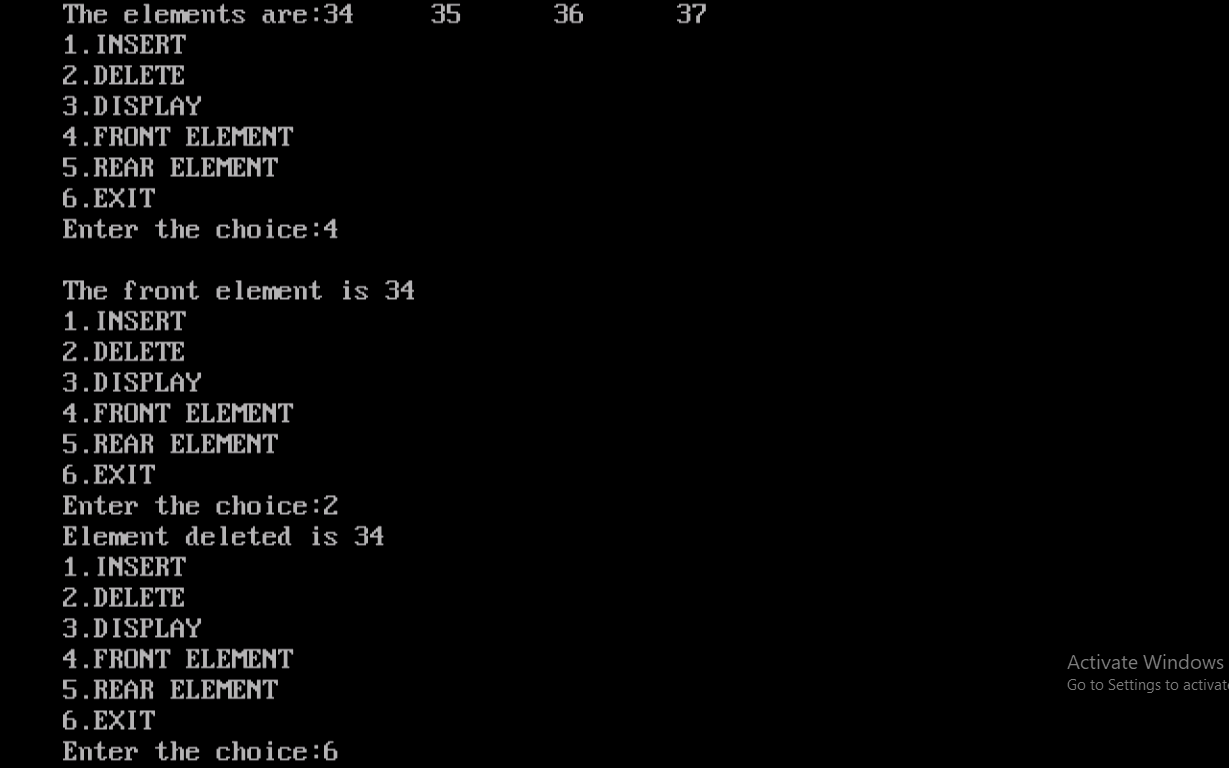 The elements are:34 35 36 37
1.INSERT
2.DELETE
3.DISPLAY
4.FRONT ELEMENT
5.REAR ELEMENT
6.EXIT
Enter the choice:4
The front element is 34
1.INSERT
2.DELETE
3.DISPLAY
4.FRONT ELEMENT
5.REAR ELEMENT
6.EXIT
Enter the choice:2
Element deleted is 34
1.INSERT
2.DELETE
3.DISPLAY
4.FRONT ELEMENT
5.REAR ELEMENT
6.EXIT
Enter the choice:6
Activate Windows
Go to Settings to activate